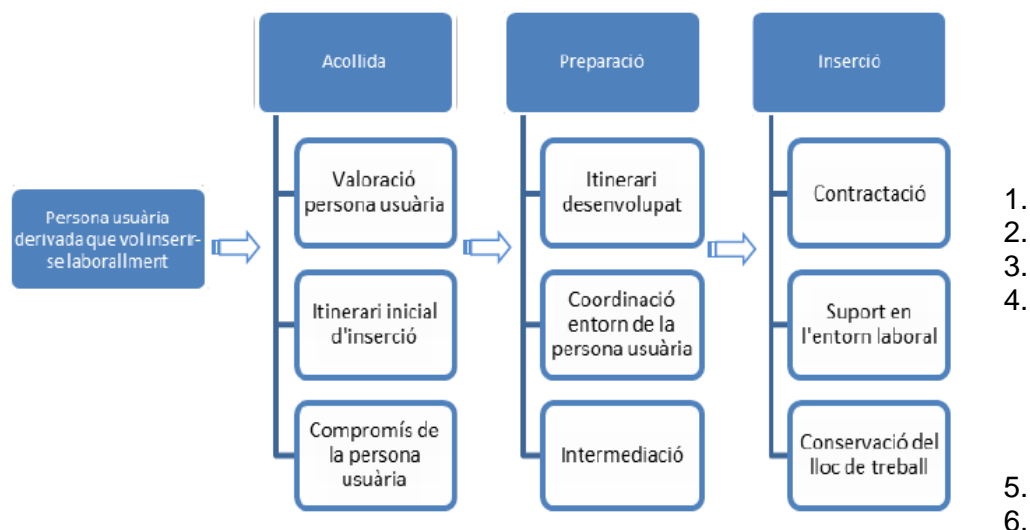 Persona usuària
derivada que vol inserir-
se laborallment
Acollida
Valoració
persona usuària
Itinerari inicial
d'inserció
Compromís de
la persona
usuària
Preparació
Itinerari
desenvolupat
Coordinació
entorn de la
persona usuària
Intermediació
Inserció
Contractació
Suport en
l'entorn laboral
Conservació del
lloc de treball
1.
2.
3.
4.
5.
6.